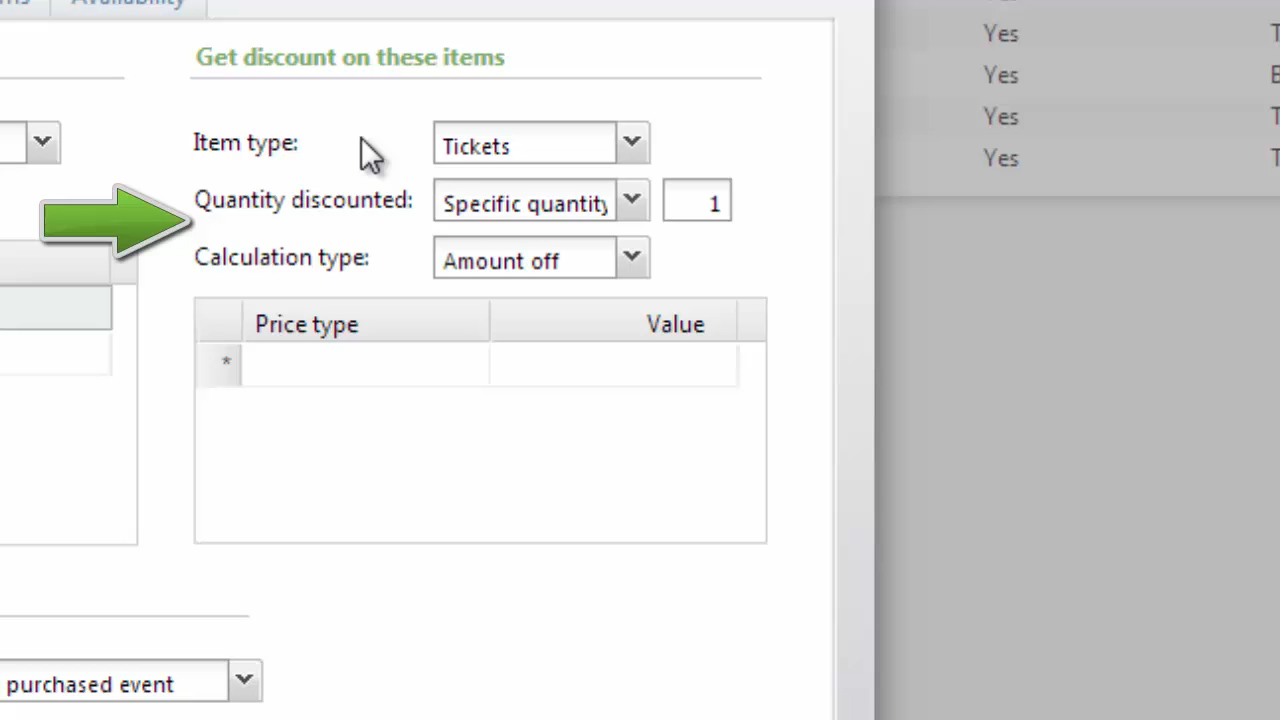 Availability
Get discount on these items
Item type: Tickets
Quantity discounted: Specific quantity 1
Calculation type: Amount off
Price type Value
*
purchased event
Yes
Yes
Yes
Yes